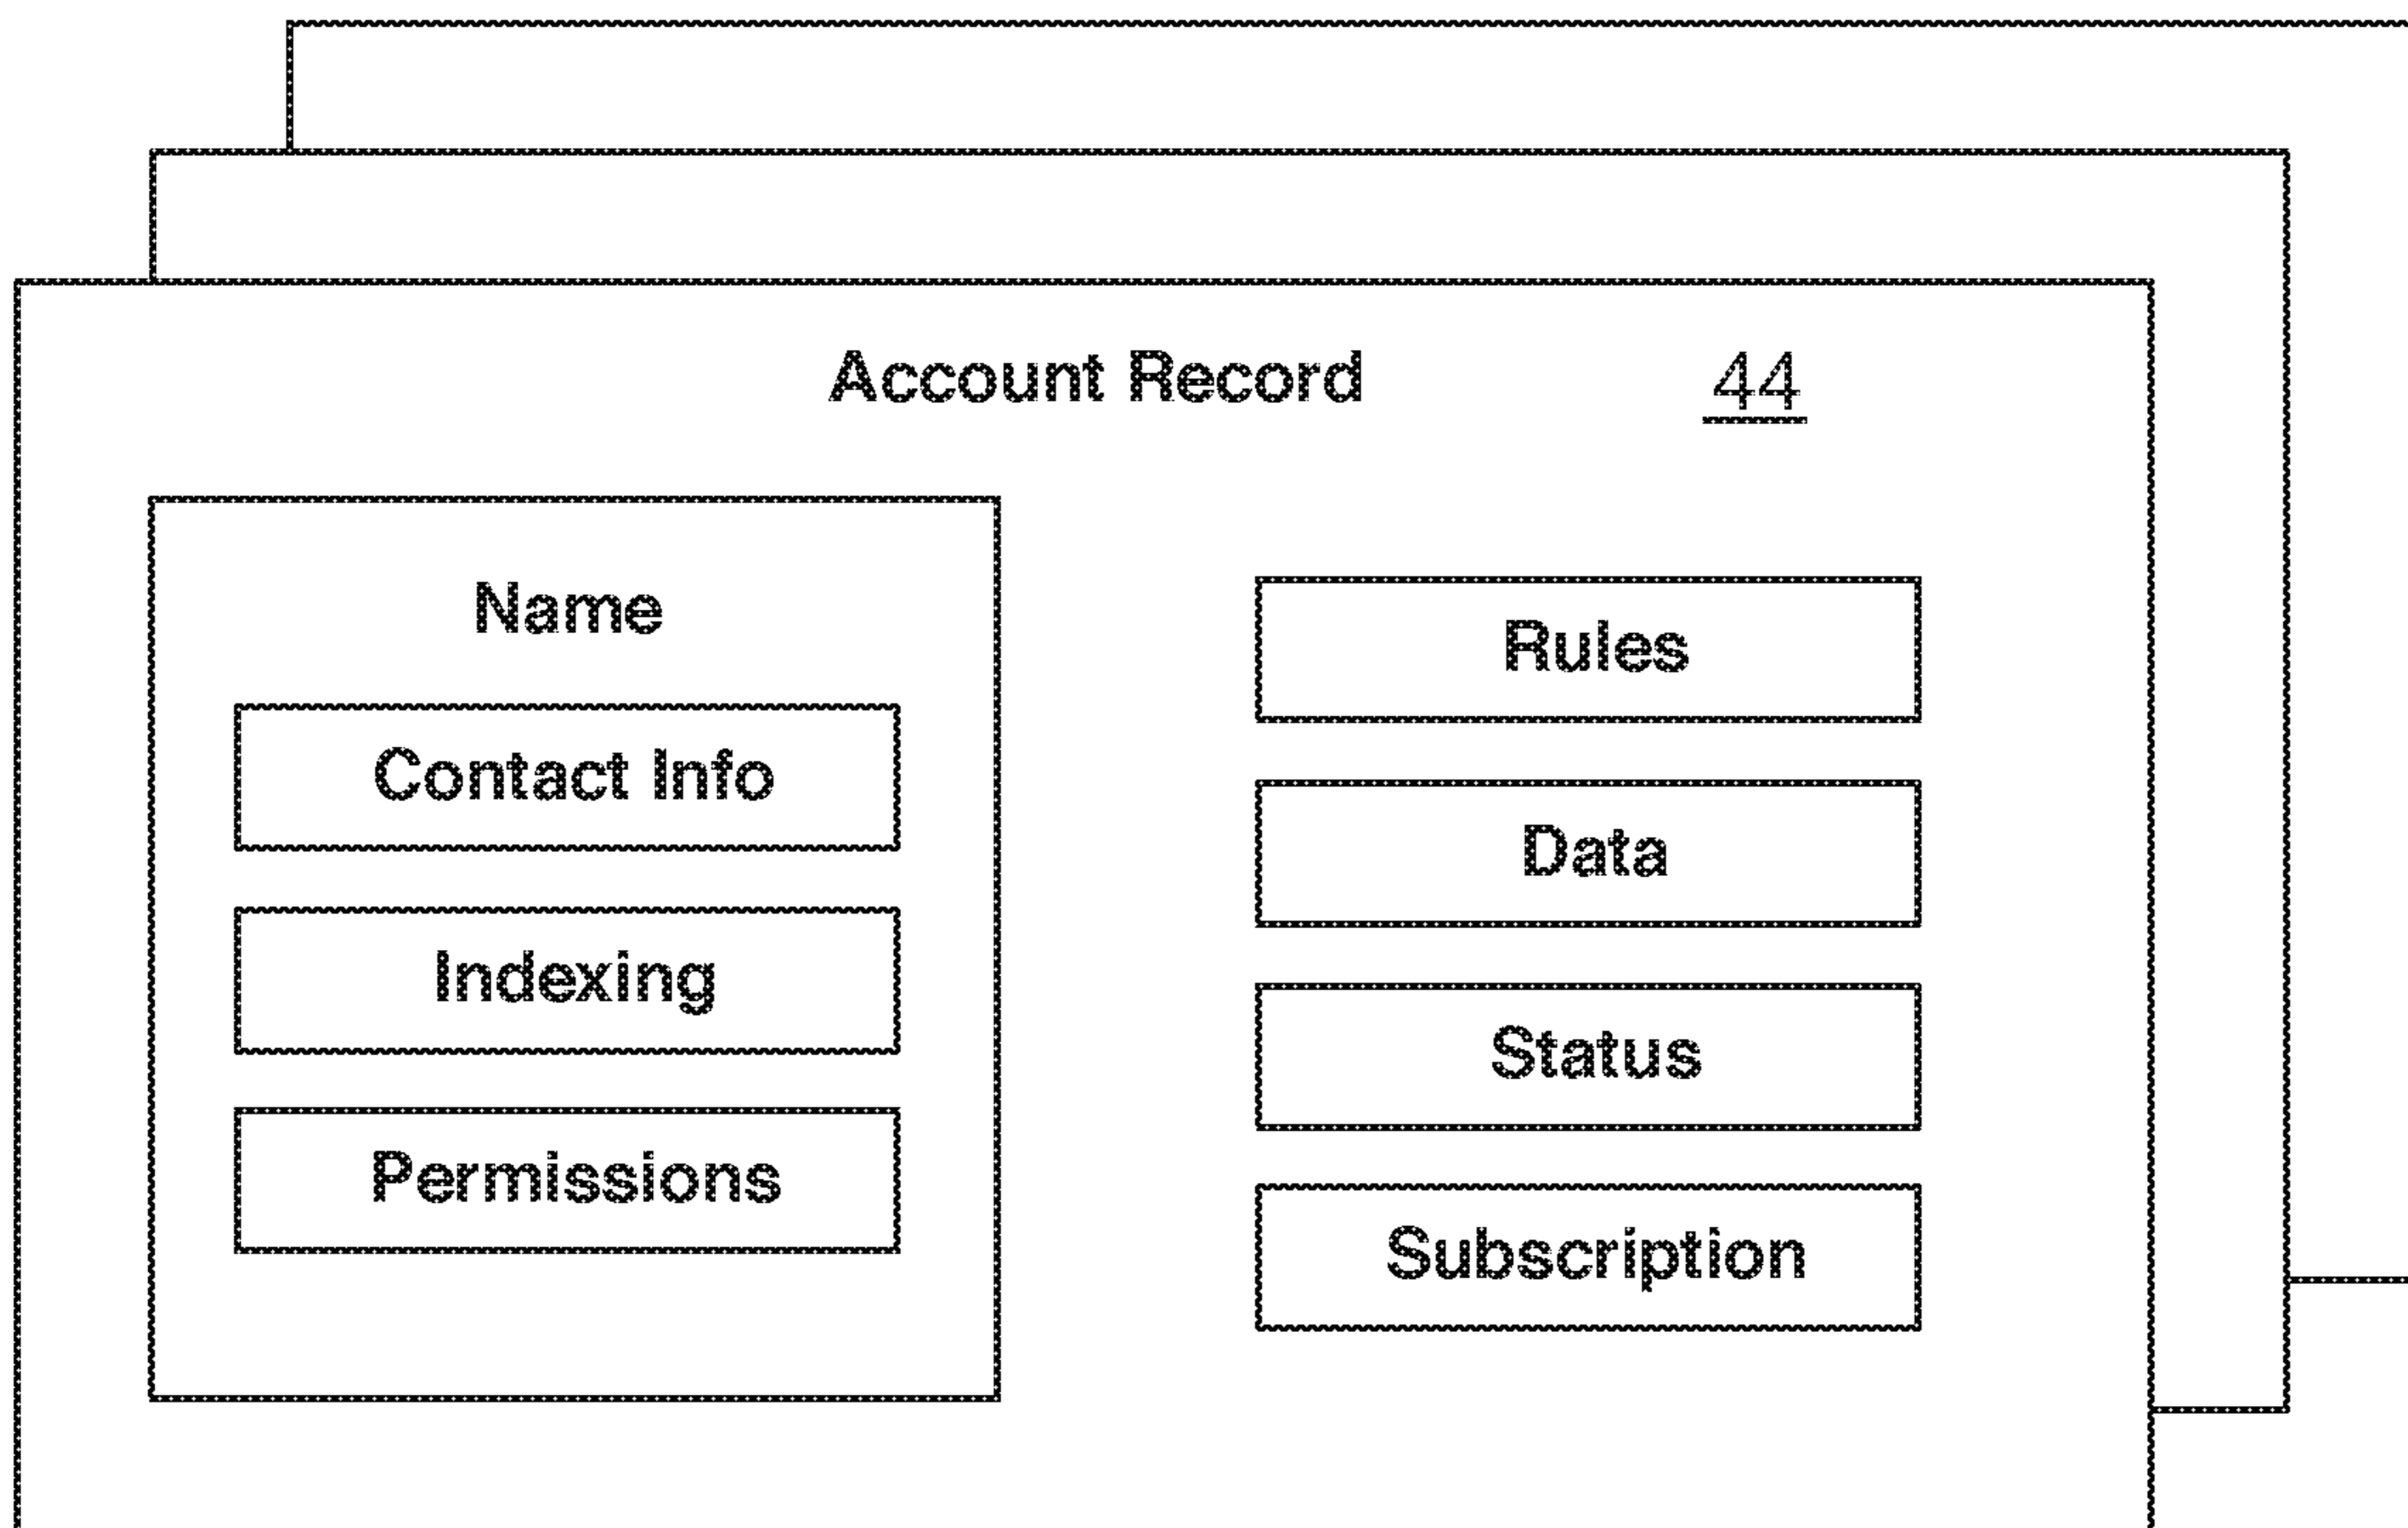 Account Record 44
Name
Contact Info
Indexing
Permissions
Rules
Data
Status
Subscription